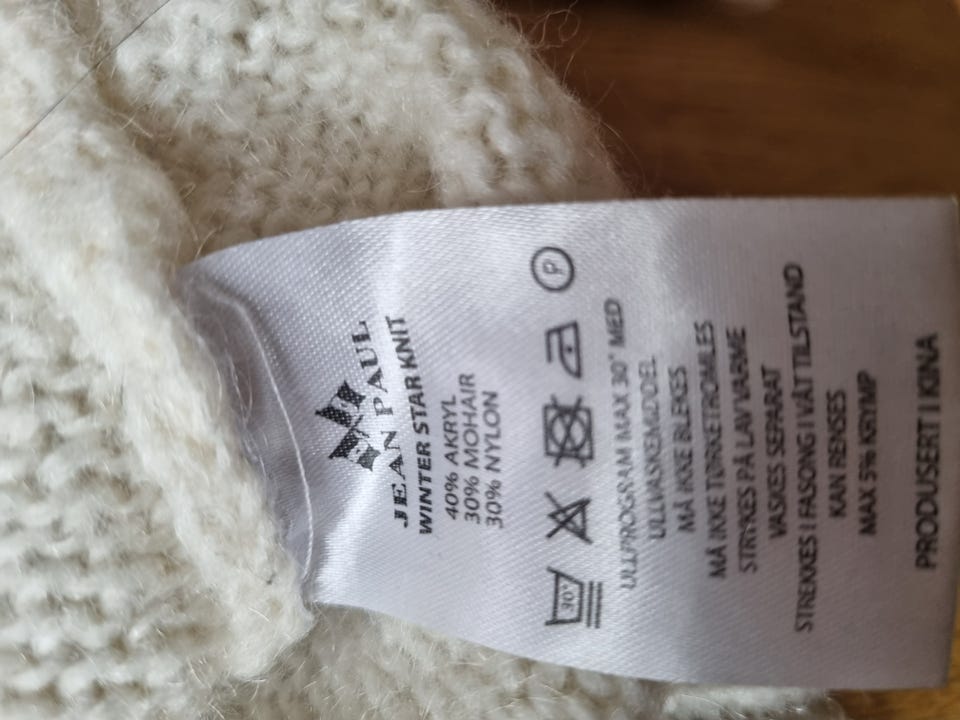 JEAN PAUL
WINTER STAR KNIT
40% AKRYL
30% MOHAIR
30% NYLON
30°
P
ULLPROGRAM MAX 30° MED
ULLVASKEMIDDEL
MÅ IKKE BLEKES
MÅ IKKE TØRKETROMLES
STRYKES PÅ LAV VARME
VASKES SEPARAT
STREKKES I FASONG I VÅT TILSTAND
KAN RENSES
MAX 5% KRYMP
PRODUSERT I KINA